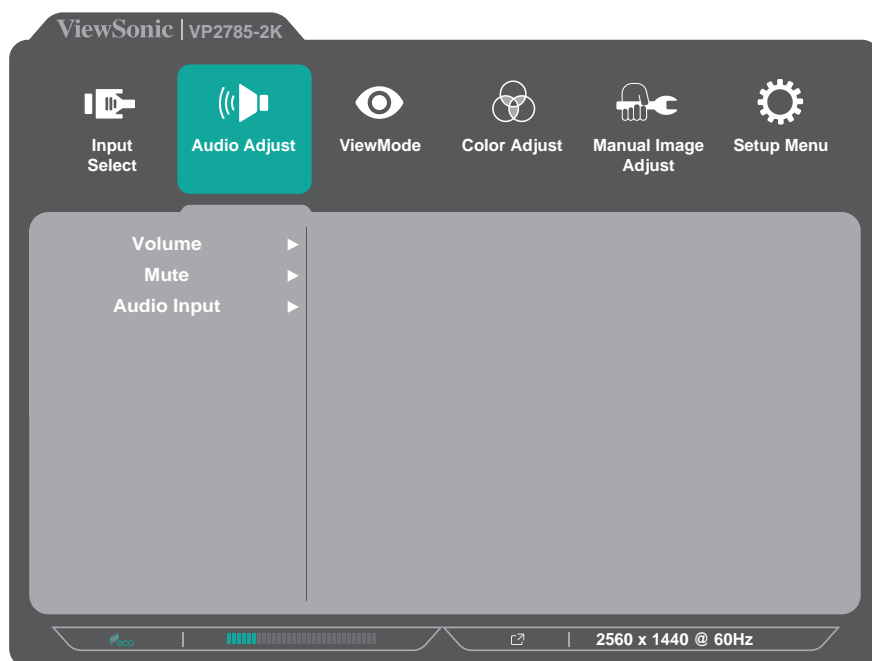 ViewSonic | VP2785-2K
Input
Select
Audio Adjust
ViewMode
Color Adjust
Manual Image
Adjust
Setup Menu
Volume
Mute
Audio Input
eco
2560 x 1440 @ 60Hz